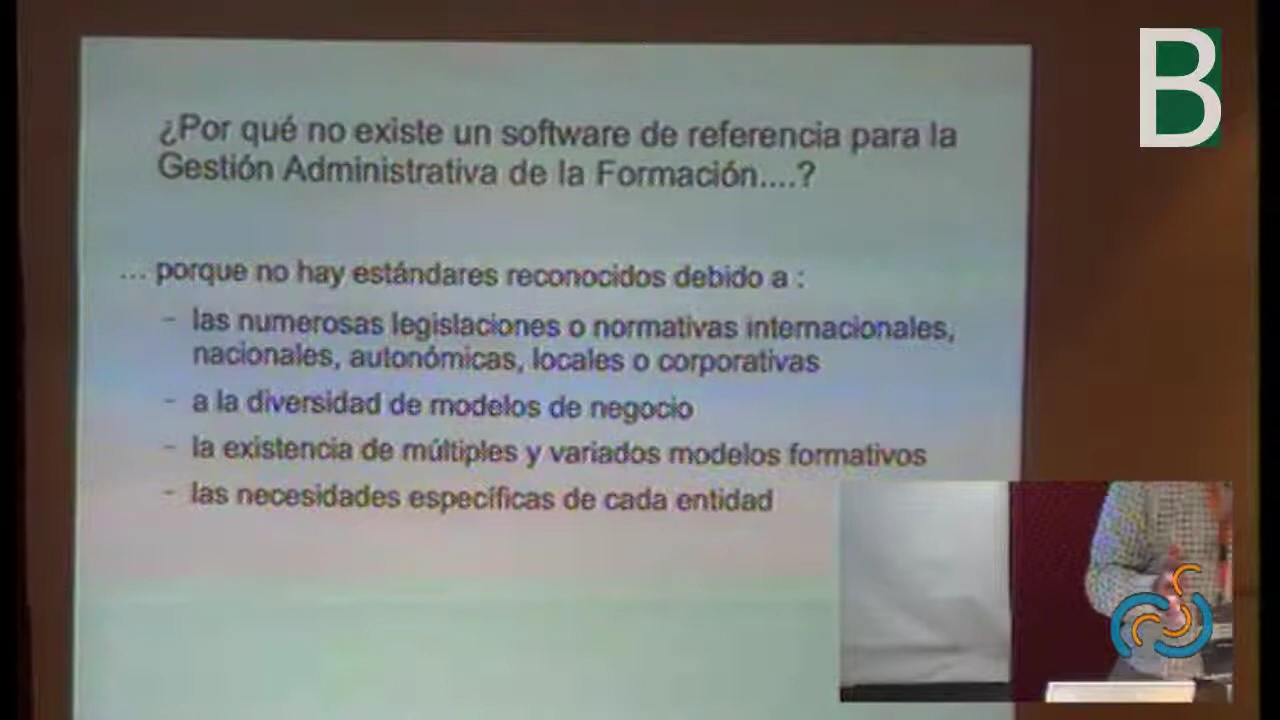 B
¿Por qué no existe un software de referencia para la
Gestión Administrativa de la Formación....?
... porque no hay estándares reconocidos debido a :
- las numerosas legislaciones o normativas internacionales,
nacionales, autonómicas, locales o corporativas
- a la diversidad de modelos de negocio
- la existencia de múltiples y variados modelos formativos
- las necesidades específicas de cada entidad